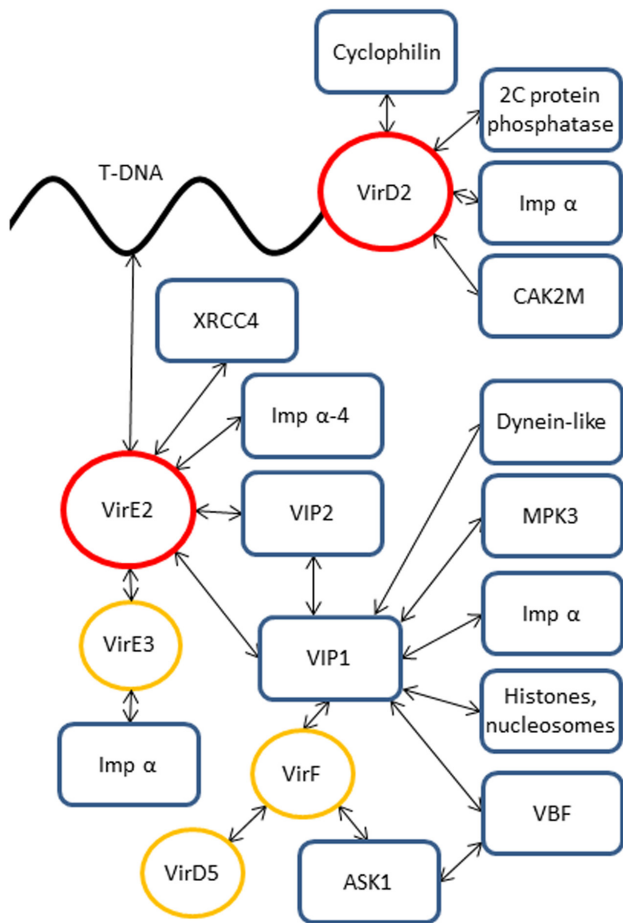 Cyclophilin
2C protein
phosphatase
T-DNA
VirD2
Imp α
CAK2M
XRCC4
Imp α-4
Dynein-like
VirE2
VIP2
MPK3
VirE3
VIP1
Imp α
Histones,
nucleosomes
Imp α
VirF
VBF
VirD5
ASK1